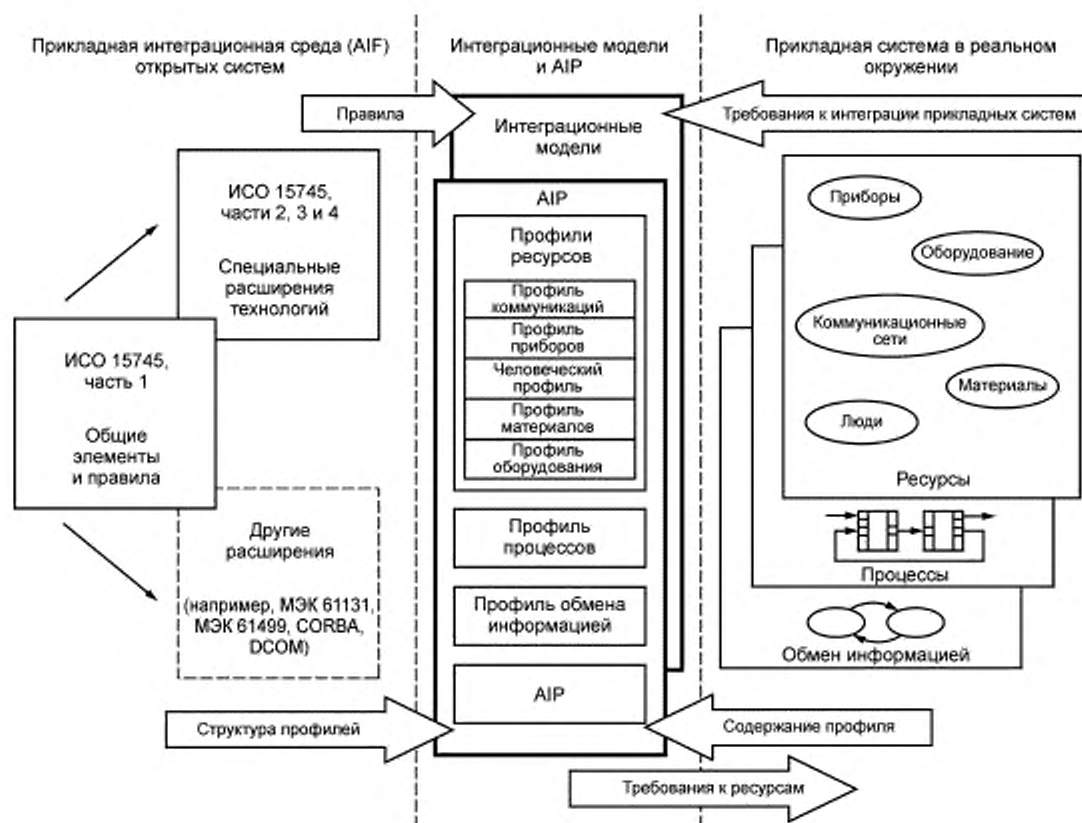 Прикладная интеграционная среда (AIF)
открытых систем
Интеграционные модели
и AIP
Прикладная система в реальном
окружении
Правила
Требования к интеграции прикладных систем
Интеграционные
модели
ИСО 15745,
части 2, 3 и 4
Специальные
расширения
технологий
ИСО 15745,
часть 1
Общие
элементы
и правила
Другие
расширения
(например, МЭК 61131,
МЭК 61499, CORBA,
DCOM)
Структура профилей
AIP
Профили
ресурсов
Профиль
коммуникаций
Профиль
приборов
Человеческий
профиль
Профиль
материалов
Профиль
оборудования
Профиль
процессов
Профиль обмена
информацией
AIP
Приборы
Оборудование
Коммуникационные
сети
Материалы
Люди
Ресурсы
Процессы
Обмен информацией
Содержание профиля
Требования к ресурсам